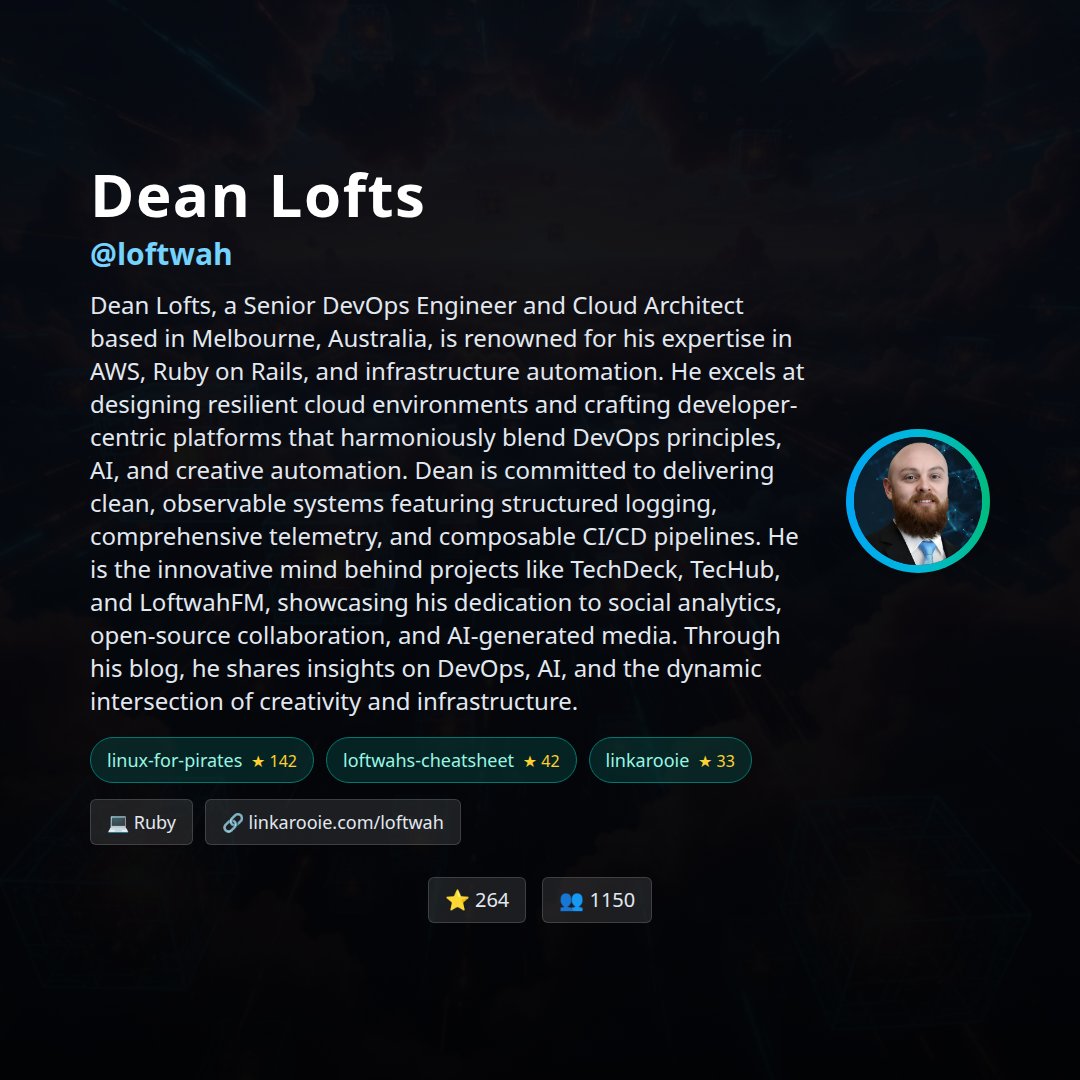 Dean Lofts
@loftwah
Dean Lofts, a Senior DevOps Engineer and Cloud Architect
based in Melbourne, Australia, is renowned for his expertise in
AWS, Ruby on Rails, and infrastructure automation. He excels at
designing resilient cloud environments and crafting developer-
centric platforms that harmoniously blend DevOps principles,
AI, and creative automation. Dean is committed to delivering
clean, observable systems featuring structured logging,
comprehensive telemetry, and composable CI/CD pipelines. He
is the innovative mind behind projects like TechDeck, TecHub,
and LoftwahFM, showcasing his dedication to social analytics,
open-source collaboration, and AI-generated media. Through
his blog, he shares insights on DevOps, AI, and the dynamic
intersection of creativity and infrastructure.
linux-for-pirates ★ 142 loftwahs-cheatsheet ★ 42 linkarooie ★ 33
💻 Ruby 🔗 linkarooie.com/loftwah
⭐ 264 👥 1150